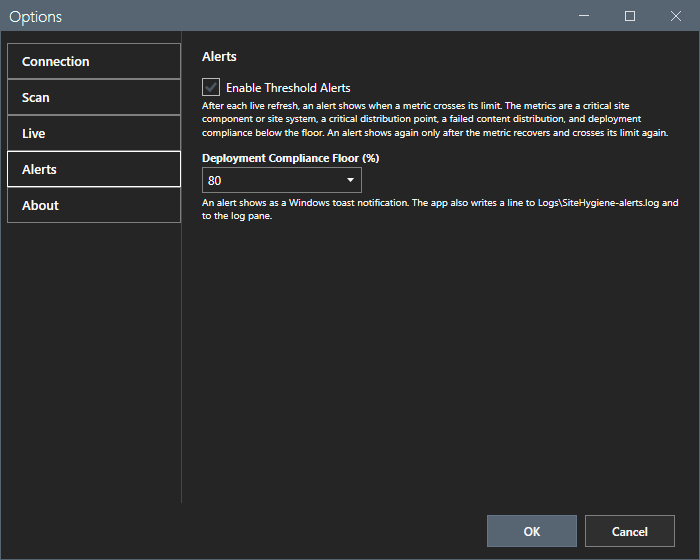 Options
Connection
Scan
Live
Alerts
About
Alerts
Enable Threshold Alerts
After each live refresh, an alert shows when a metric crosses its limit. The metrics are a critical site
component or site system, a critical distribution point, a failed content distribution, and deployment
compliance below the floor. An alert shows again only after the metric recovers and crosses its limit again.
Deployment Compliance Floor (%)
80
An alert shows as a Windows toast notification. The app also writes a line to Logs\SiteHygiene-alerts.log and
to the log pane.
OK
Cancel